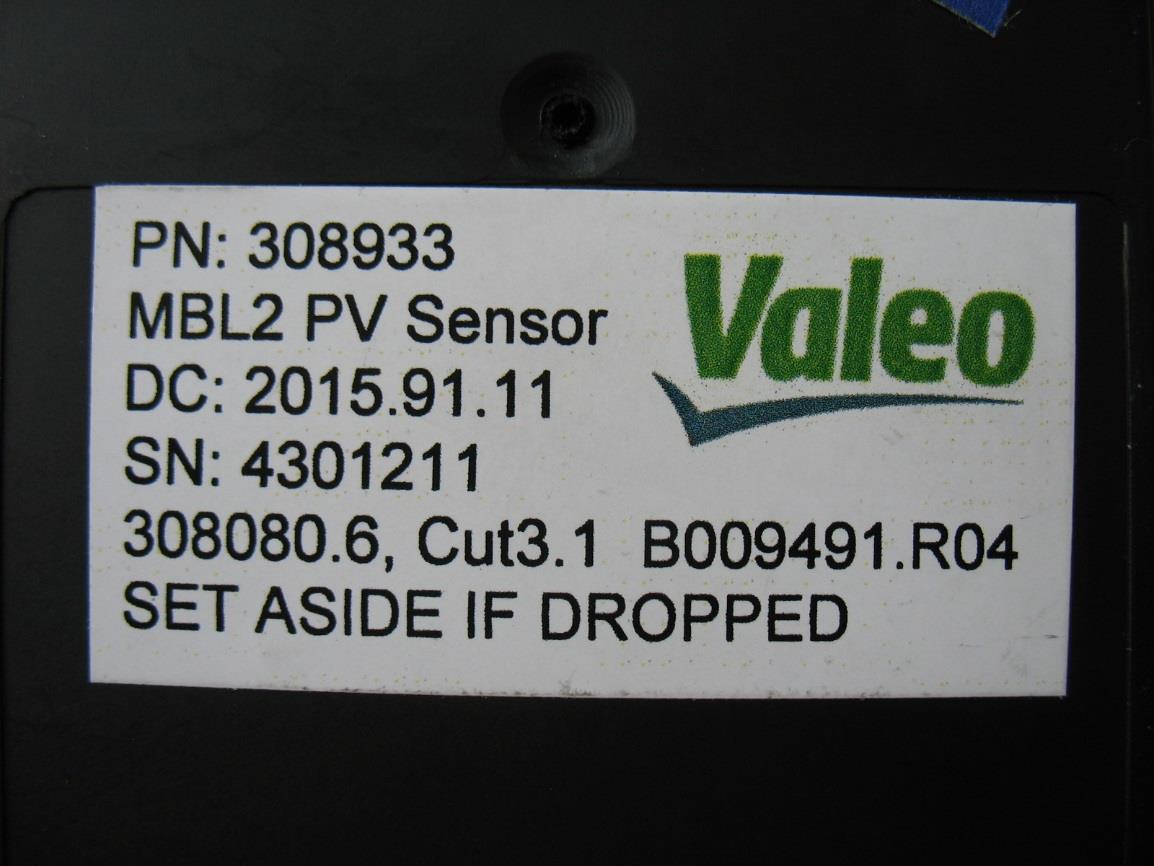 PN: 308933
MBL2 PV Sensor
DC: 2015.91.11
SN: 4301211
308080.6, Cut3.1 B009491.R04
SET ASIDE IF DROPPED
Valeo